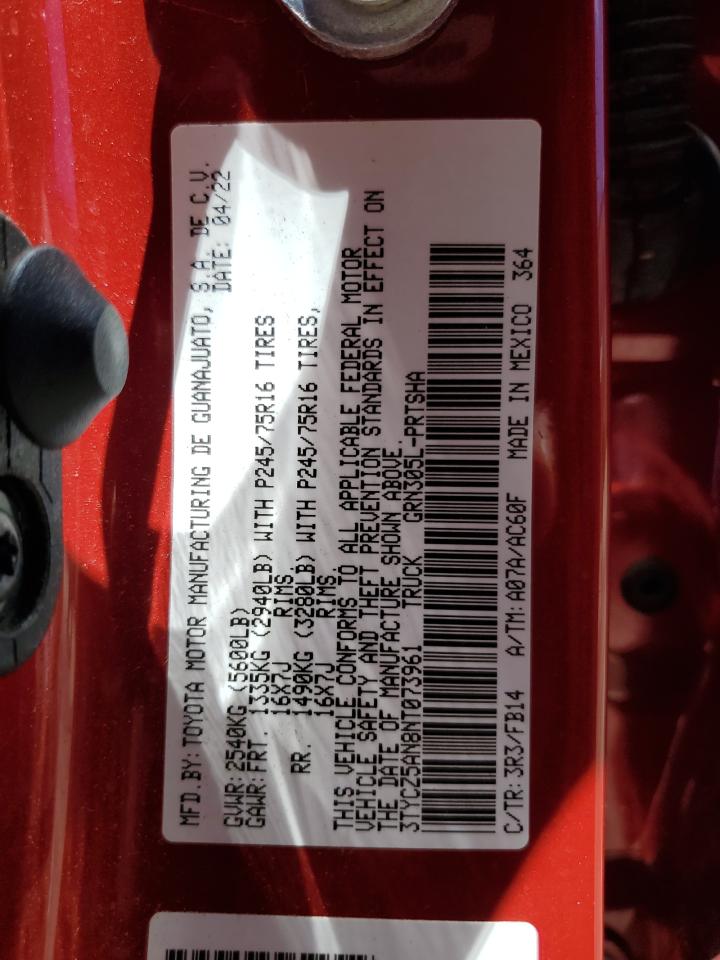 MFD.BY: TOYOTA MOTOR MANUFACTURING DE GUANAJUATO, S.A. DE C.V.
DATE: 04/22
GVWR: 2540KG (5600LB)
GAWR: FRT. 1335KG (2940LB) WITH P245/75R16 TIRES
16X7J RIMS.
RR. 1490KG (3280LB) WITH P245/75R16 TIRES,
16X7J RIMS.
THIS VEHICLE CONFORMS TO ALL APPLICABLE FEDERAL MOTOR
VEHICLE SAFETY AND THEFT PREVENTION STANDARDS IN EFFECT ON
THE DATE OF MANUFACTURE SHOWN ABOVE.
3TYCZ5AN8NT073961 TRUCK GRN305L-PRTSHA
C/TR: 3R3/FB14 A/TM: A07A/AC60F MADE IN MEXICO 364